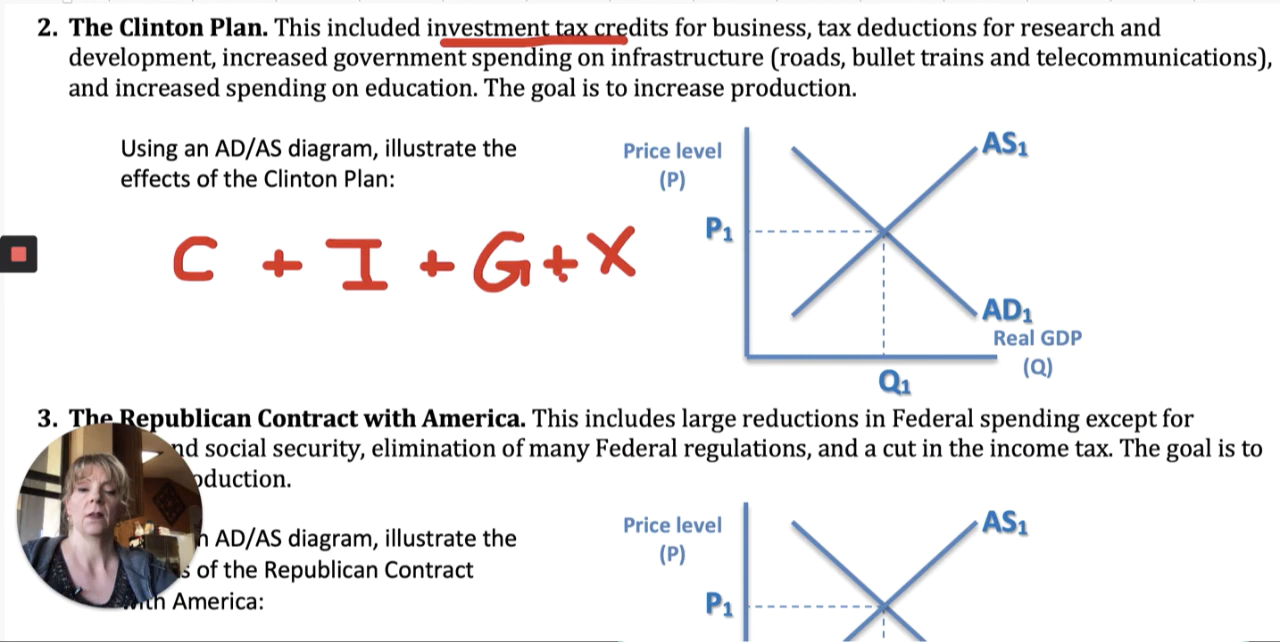 2. The Clinton Plan. This included investment tax credits for business, tax deductions for research and
development, increased government spending on infrastructure (roads, bullet trains and telecommunications),
and increased spending on education. The goal is to increase production.
Using an AD/AS diagram, illustrate the
effects of the Clinton Plan:
C + I + G + X
Price level
(P)
P₁
AS₁
AD₁
Real GDP
(Q)
Q₁
3. The Republican Contract with America. This includes large reductions in Federal spending except for
social security, elimination of many Federal regulations, and a cut in the income tax. The goal is to
AD/AS diagram, illustrate the
of the Republican Contract
America:
Price level
(P)
P₁
AS₁